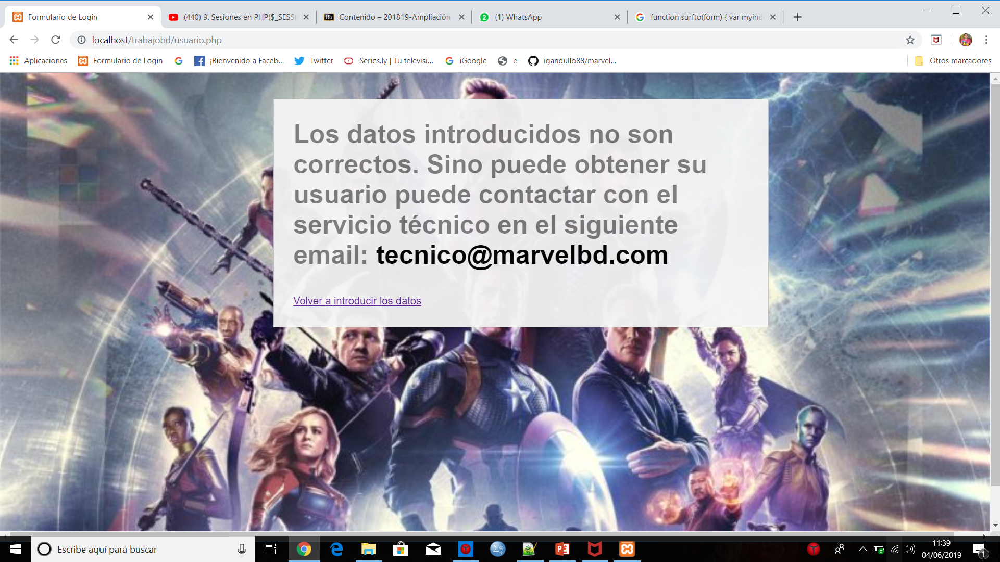 Formulario de Login
(440) 9. Sesiones en PHP($_SESSI
Contenido – 201819-Ampliación
(1) WhatsApp
function surfto(form) { var myinde
localhost/trabajobd/usuario.php
Aplicaciones
Formulario de Login
¡Bienvenido a Faceb...
Twitter
Series.ly | Tu televisi...
iGoogle
e
igandullo88/marvel...
Otros marcadores
Los datos introducidos no son
correctos. Sino puede obtener su
usuario puede contactar con el
servicio técnico en el siguiente
email: tecnico@marvelbd.com
Volver a introducir los datos
Escribe aquí para buscar
11:39
04/06/2019
1